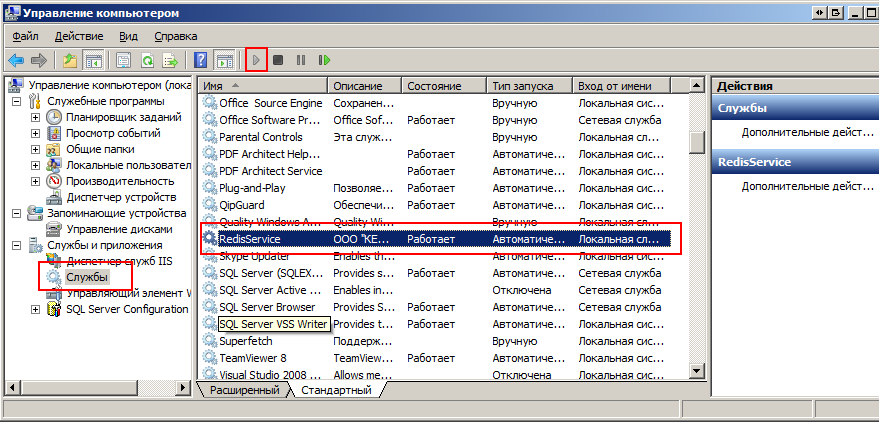 Управление компьютером
Файл Действие Вид Справка
Управление компьютером (лока
Служебные программы
Планировщик заданий
Просмотр событий
Общие папки
Локальные пользовател
Производительность
Диспетчер устройств
Запоминающие устройства
Управление дисками
Службы и приложения
Диспетчер служб IIS
Службы
Управляющий элемент W
SQL Server Configuration
Имя Описание Состояние Тип запуска Вход от имени
Office Source Engine Сохранен... Вручную Локальная сис...
Office Software Pr... Office Sof... Работает Вручную Сетевая служба
Parental Controls Эта служ... Вручную Локальная сл...
PDF Architect Help... Работает Автоматиче... Локальная сис...
PDF Architect Service Работает Автоматиче... Локальная сис...
Plug-and-Play Позволяе... Работает Автоматиче... Локальная сис...
QipGuard Обеспечи... Работает Автоматиче... Локальная сис...
Quality Windows A... Quality Wi... Вручную Локальная сл...
RedisService ООО "КЕ... Работает Автоматиче... Локальная сл...
Skype Updater Enables th... Автоматиче... Локальная сис...
SQL Server (SQLEX... Provides s... Работает Автоматиче... Сетевая служба
SQL Server Active ... Enables in... Отключена Сетевая служба
SQL Server Browser Provides S... Работает Автоматиче... Сетевая служба
SQL Server VSS Writer Provides t... Работает Автоматиче... Локальная сис...
Superfetch Поддерж... Вручную Локальная сис...
TeamViewer 8 TeamView... Работает Автоматиче... Локальная сис...
Visual Studio 2008 ... Allows me... Отключена Локальная сис...
Расширенный Стандартный
Действия
Службы
Дополнительные дейст...
RedisService
Дополнительные дейст...